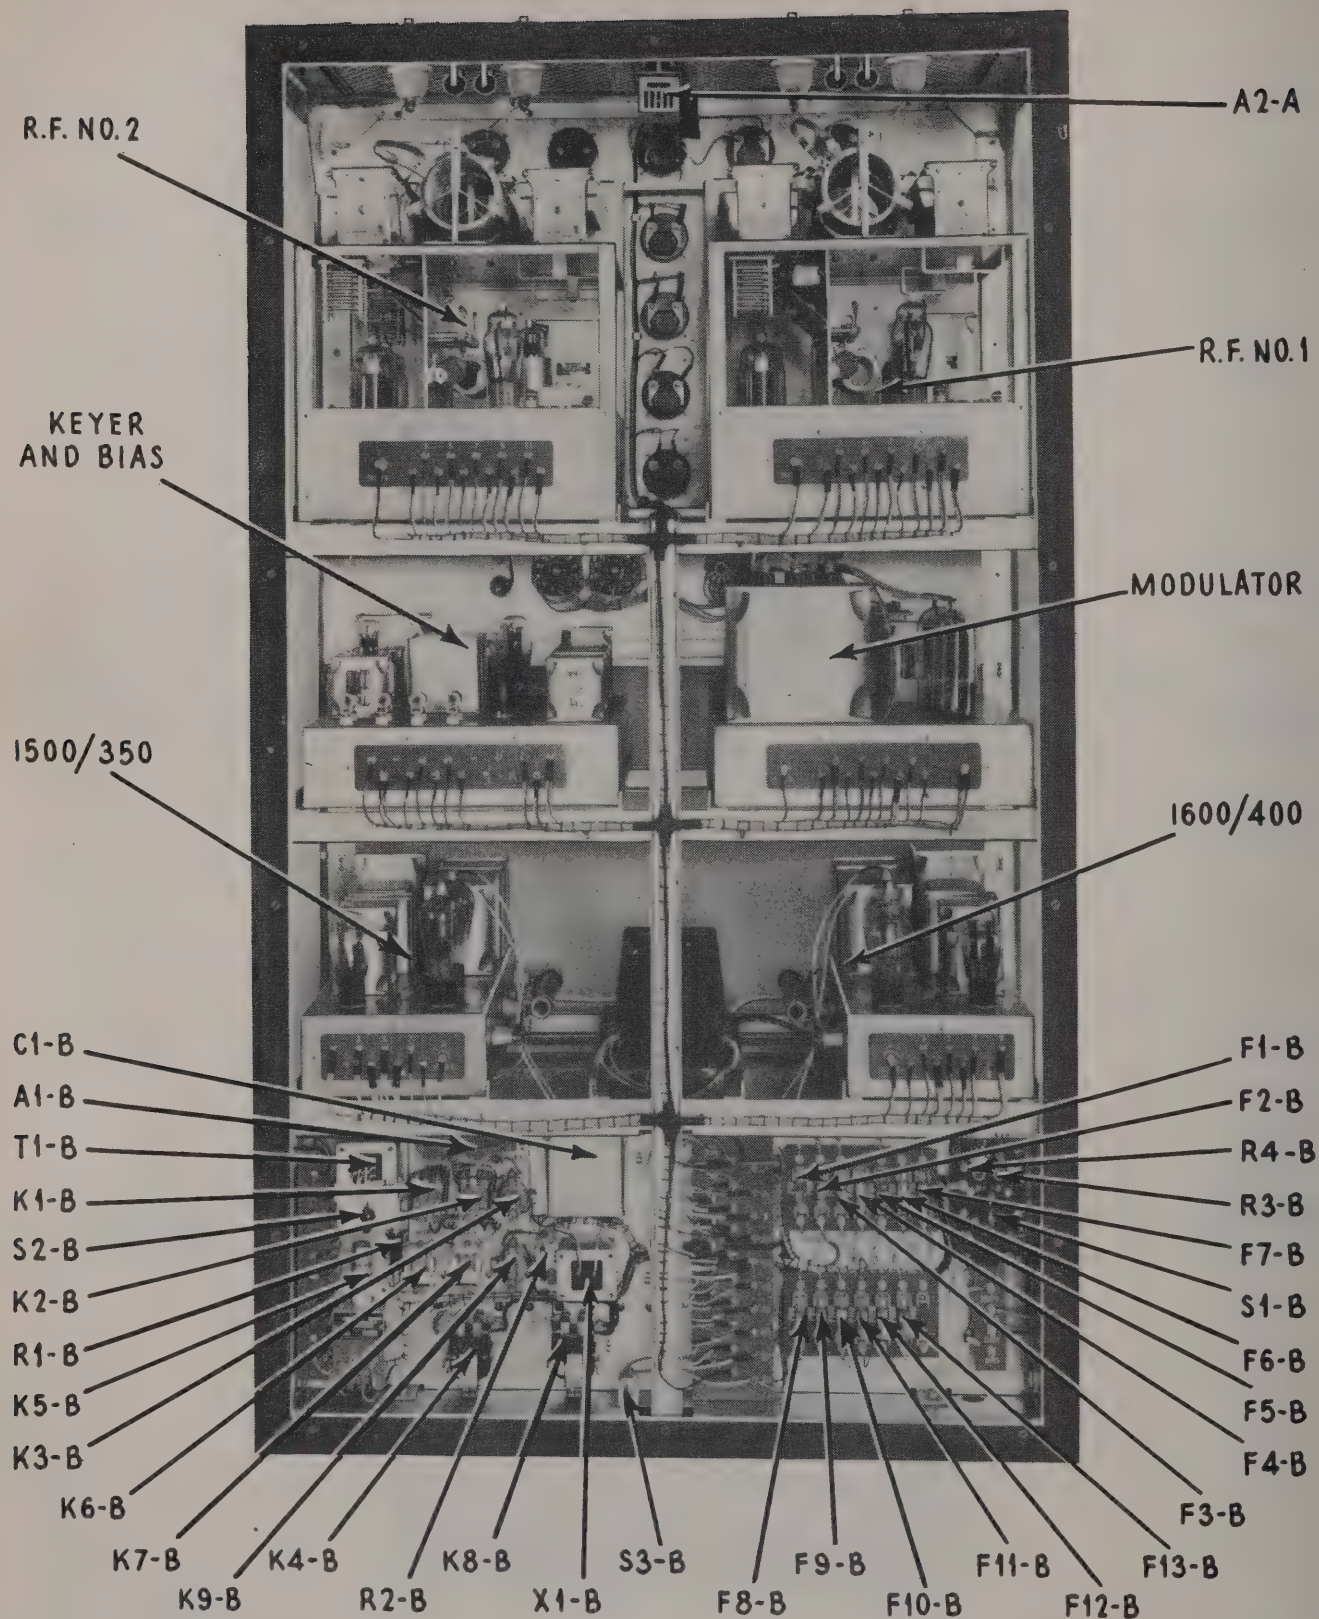 A2-A
R.F. NO.2
R.F. NO.1
KEYER
AND BIAS
MODULATOR
1500/350
1600/400
C1-B
A1-B
T1-B
K1-B
S2-B
K2-B
R1-B
K5-B
K3-B
K6-B
K7-B
K9-B
K4-B
R2-B
K8-B
X1-B
S3-B
F8-B
F9-B
F10-B
F11-B
F12-B
F13-B
F3-B
F4-B
F5-B
F6-B
S1-B
F7-B
R3-B
R4-B
F2-B
F1-B